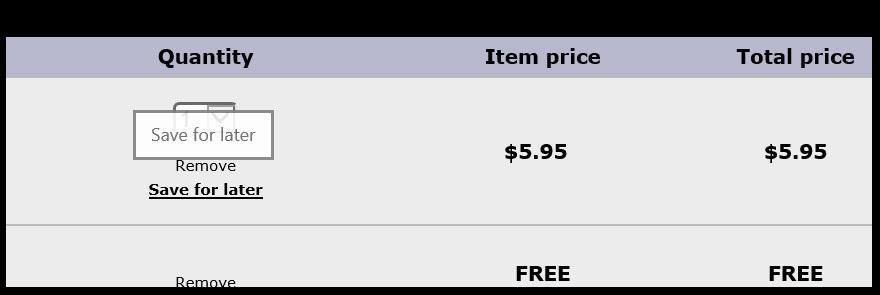 Quantity Item price Total price
1
Save for later
$5.95 $5.95
Remove
Save for later
FREE FREE
Remove